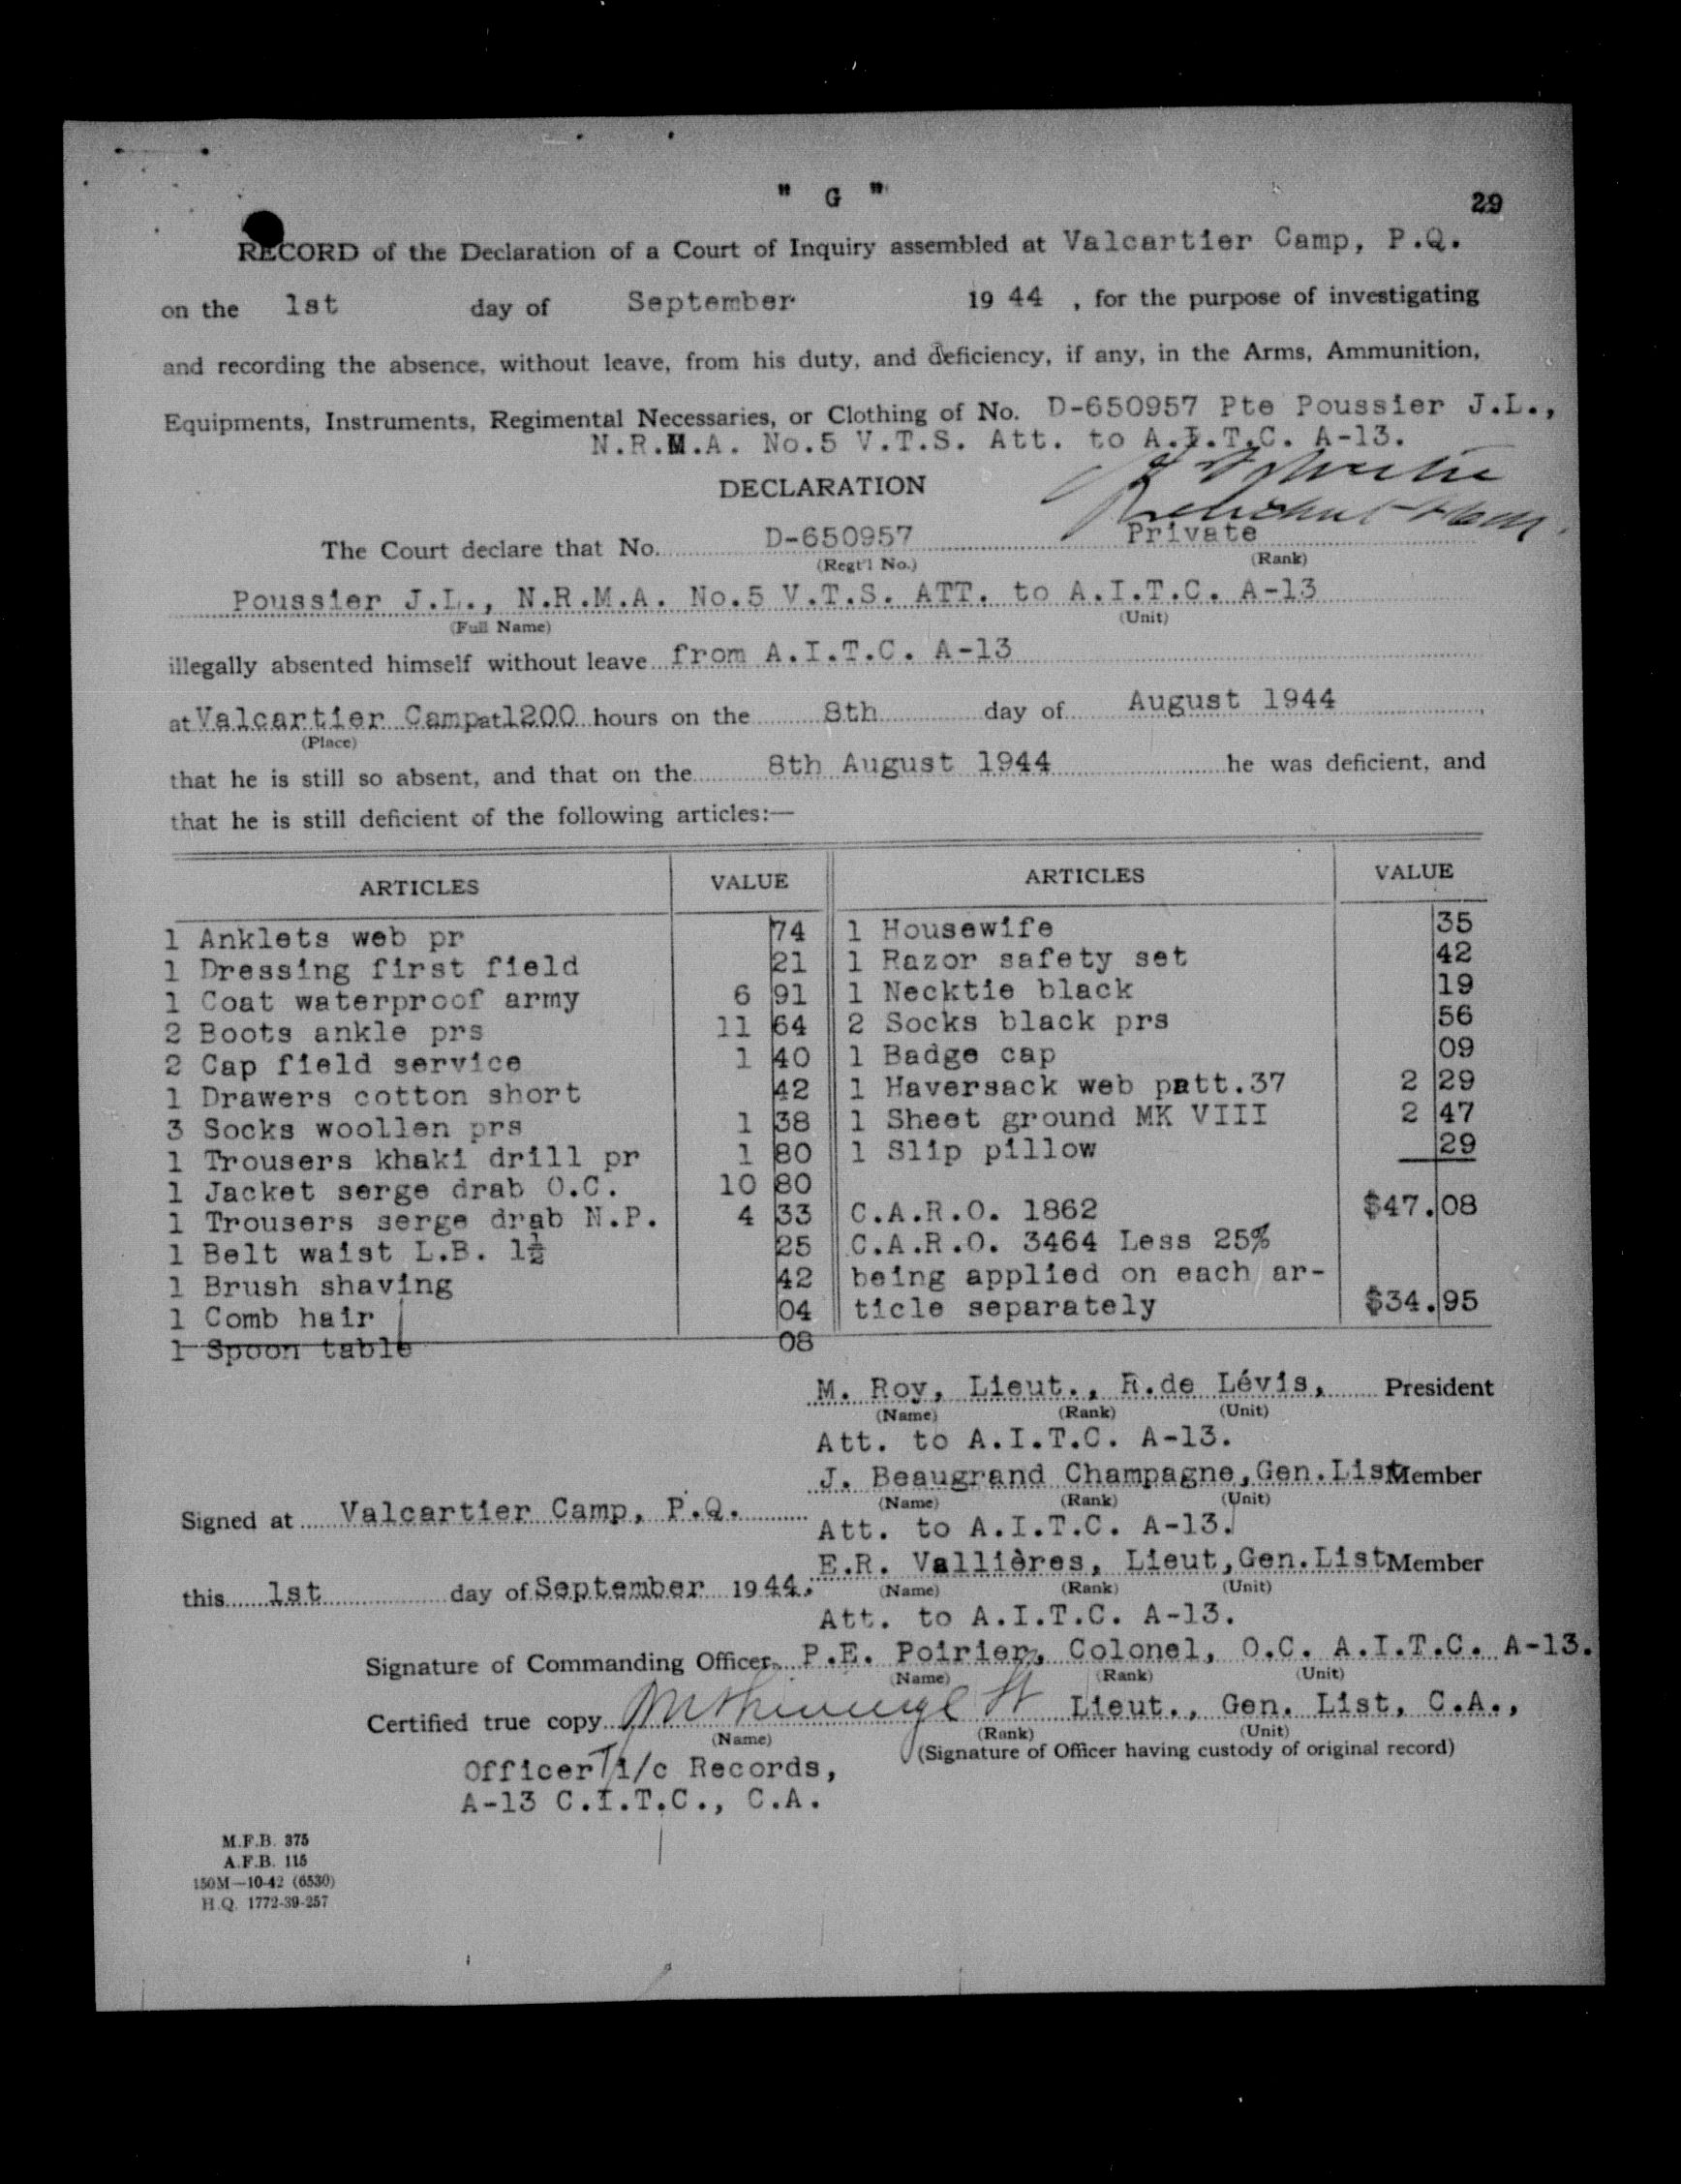 " G "
29
RECORD of the Declaration of a Court of Inquiry assembled at Valcartier Camp, P.Q.
on the 1st day of September 19 44 , for the purpose of investigating
and recording the absence, without leave, from his duty, and deficiency, if any, in the Arms, Ammunition,
Equipments, Instruments, Regimental Necessaries, or Clothing of No. D-650957 Pte Poussier J.L.,
N.R.M.A. No.5 V.T.S. Att. to A.I.T.C. A-13.
DECLARATION
The Court declare that No. D-650957 Private
(Regt'l No.) (Rank)
Poussier J.L., N.R.M.A. No.5 V.T.S. ATT. to A.I.T.C. A-13
(Full Name) (Unit)
illegally absented himself without leave from A.I.T.C. A-13
at Valcartier Camp at 1200 hours on the 8th day of August 1944
(Place)
that he is still so absent, and that on the 8th August 1944 he was deficient, and
that he is still deficient of the following articles:—
ARTICLES VALUE ARTICLES VALUE
1 Anklets web pr 74 1 Housewife 35
1 Dressing first field 21 1 Razor safety set 42
1 Coat waterproof army 6 91 1 Necktie black 19
2 Boots ankle prs 11 64 2 Socks black prs 56
2 Cap field service 1 40 1 Badge cap 09
1 Drawers cotton short 42 1 Haversack web patt.37 2 29
3 Socks woollen prs 1 38 1 Sheet ground MK VIII 2 47
1 Trousers khaki drill pr 1 80 1 Slip pillow 29
1 Jacket serge drab O.C. 10 80
1 Trousers serge drab N.P. 4 33 C.A.R.O. 1862 $47.08
1 Belt waist L.B. 1½ 25 C.A.R.O. 3464 Less 25%
1 Brush shaving 42 being applied on each ar-
1 Comb hair 04 ticle separately $34.95
1 Spoon table 08
M. Roy, Lieut., R.de Lévis, President
(Name) (Rank) (Unit)
Att. to A.I.T.C. A-13.
J. Beaugrand Champagne, Gen.List Member
(Name) (Rank) (Unit)
Signed at Valcartier Camp, P.Q.
Att. to A.I.T.C. A-13.
E.R. Vallières, Lieut, Gen.List Member
this 1st day of September 19 44. (Name) (Rank) (Unit)
Att. to A.I.T.C. A-13.
Signature of Commanding Officer P.E. Poirier, Colonel, O.C. A.I.T.C. A-13.
(Name) (Rank) (Unit)
Certified true copy Lieut., Gen. List, C.A.,
(Name) (Rank) (Unit)
(Signature of Officer having custody of original record)
Officer i/c Records,
A-13 C.I.T.C., C.A.
M.F.B. 375
A.F.B. 115
150M—10-42 (6530)
H.Q. 1772-39-257